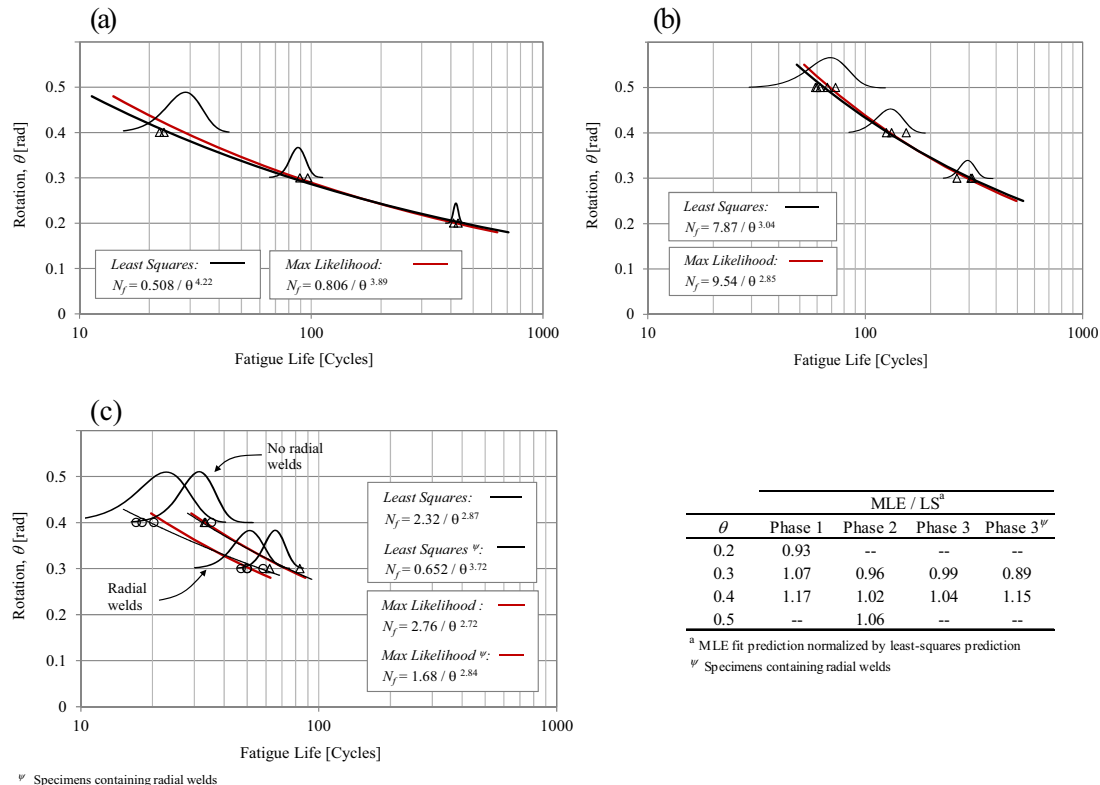 (a)
Rotation, θ [rad]
0.5
0.4
0.3
0.2
0.1
0
10
100
1000
Fatigue Life [Cycles]
Least Squares:
N_f = 0.508 / θ^4.22
Max Likelihood:
N_f = 0.806 / θ^3.89
(b)
Rotation, θ [rad]
0.5
0.4
0.3
0.2
0.1
0
10
100
1000
Fatigue Life [Cycles]
Least Squares:
N_f = 7.87 / θ^3.04
Max Likelihood:
N_f = 9.54 / θ^2.85
(c)
Rotation, θ [rad]
0.5
0.4
0.3
0.2
0.1
0
10
100
1000
Fatigue Life [Cycles]
No radial
welds
Radial
welds
Least Squares:
N_f = 2.32 / θ^2.87
Least Squares ^ψ:
N_f = 0.652 / θ^3.72
Max Likelihood :
N_f = 2.76 / θ^2.72
Max Likelihood ^ψ:
N_f = 1.68 / θ^2.84
ψ Specimens containing radial welds
MLE / LS^a
θ Phase 1 Phase 2 Phase 3 Phase 3^ψ
0.2 0.93 -- -- --
0.3 1.07 0.96 0.99 0.89
0.4 1.17 1.02 1.04 1.15
0.5 -- 1.06 -- --
a MLE fit prediction normalized by least-squares prediction
ψ Specimens containing radial welds